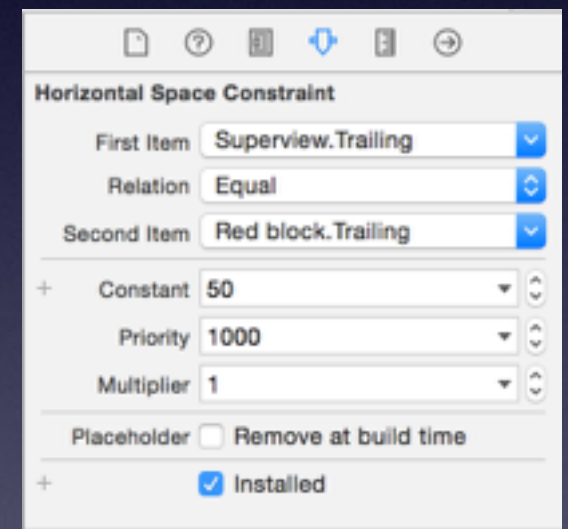 Horizontal Space Constraint
First Item Superview.Trailing
Relation Equal
Second Item Red block.Trailing
+ Constant 50
Priority 1000
Multiplier 1
Placeholder Remove at build time
+ Installed